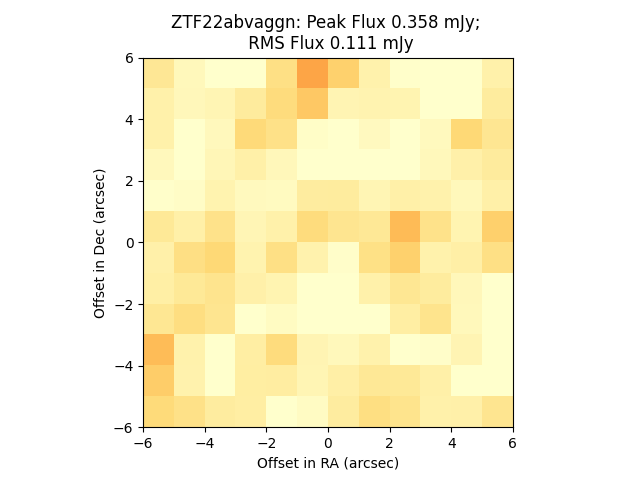 ZTF22abvaggn: Peak Flux 0.358 mJy;
RMS Flux 0.111 mJy
6
4
2
0
−2
−4
−6
Offset in Dec (arcsec)
−6 −4 −2 0 2 4 6
Offset in RA (arcsec)